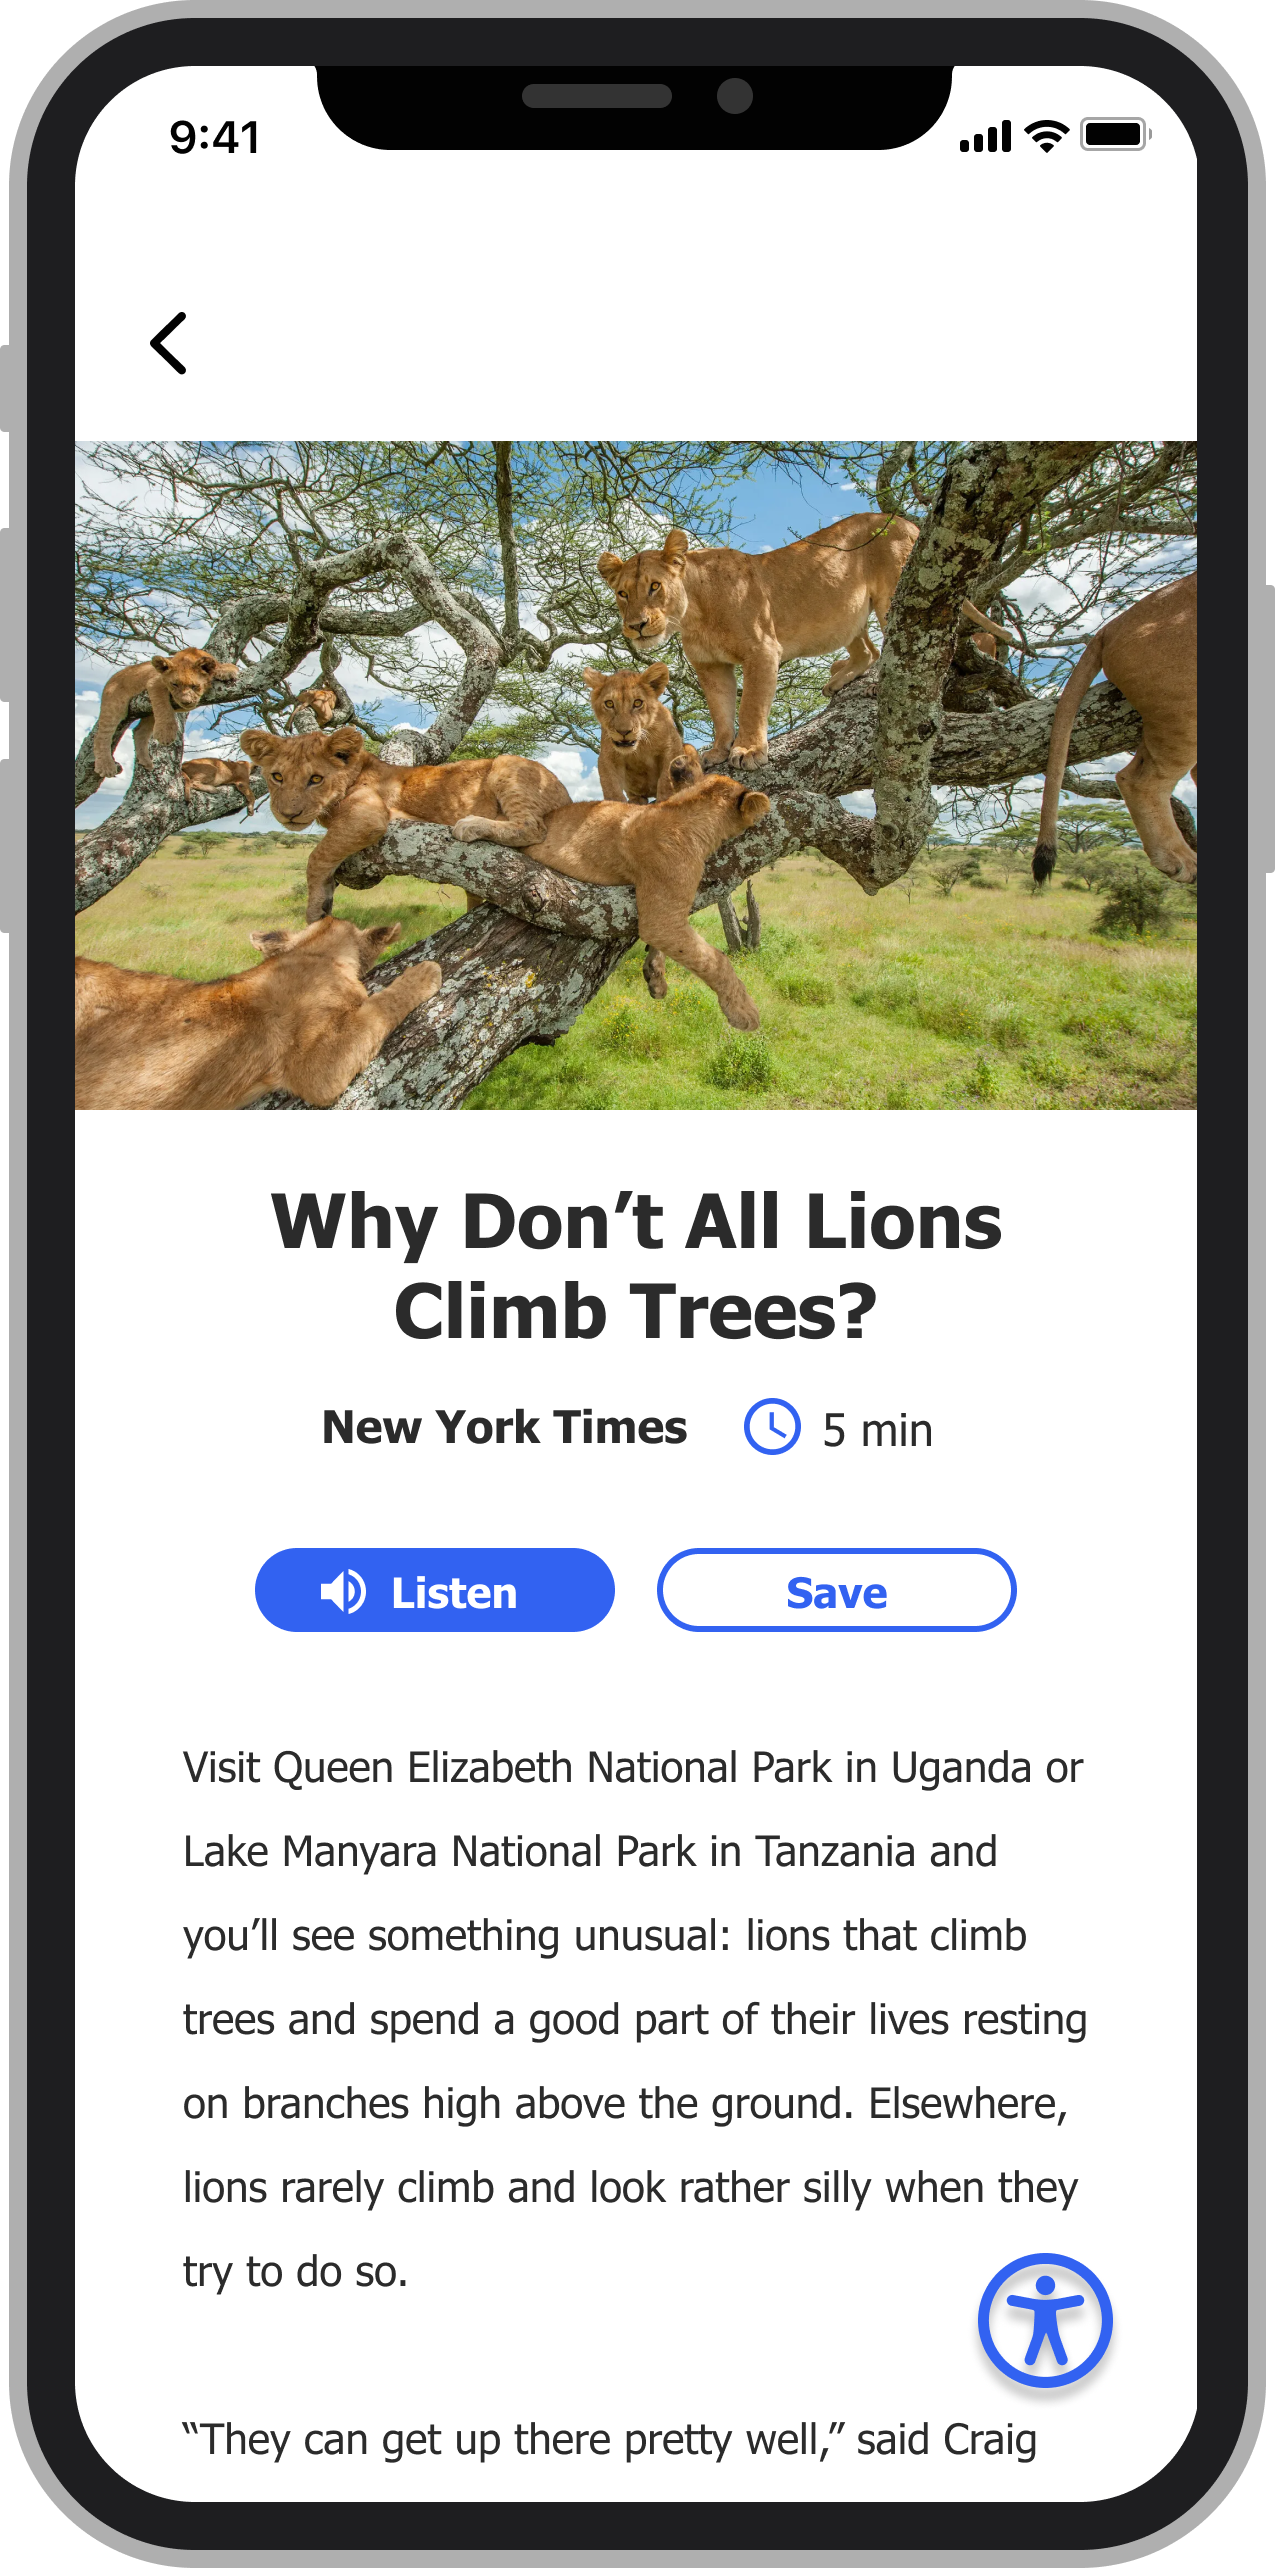 9:41
Why Don’t All Lions
Climb Trees?
New York Times 5 min
Listen Save
Visit Queen Elizabeth National Park in Uganda or
Lake Manyara National Park in Tanzania and
you’ll see something unusual: lions that climb
trees and spend a good part of their lives resting
on branches high above the ground. Elsewhere,
lions rarely climb and look rather silly when they
try to do so.
“They can get up there pretty well,” said Craig